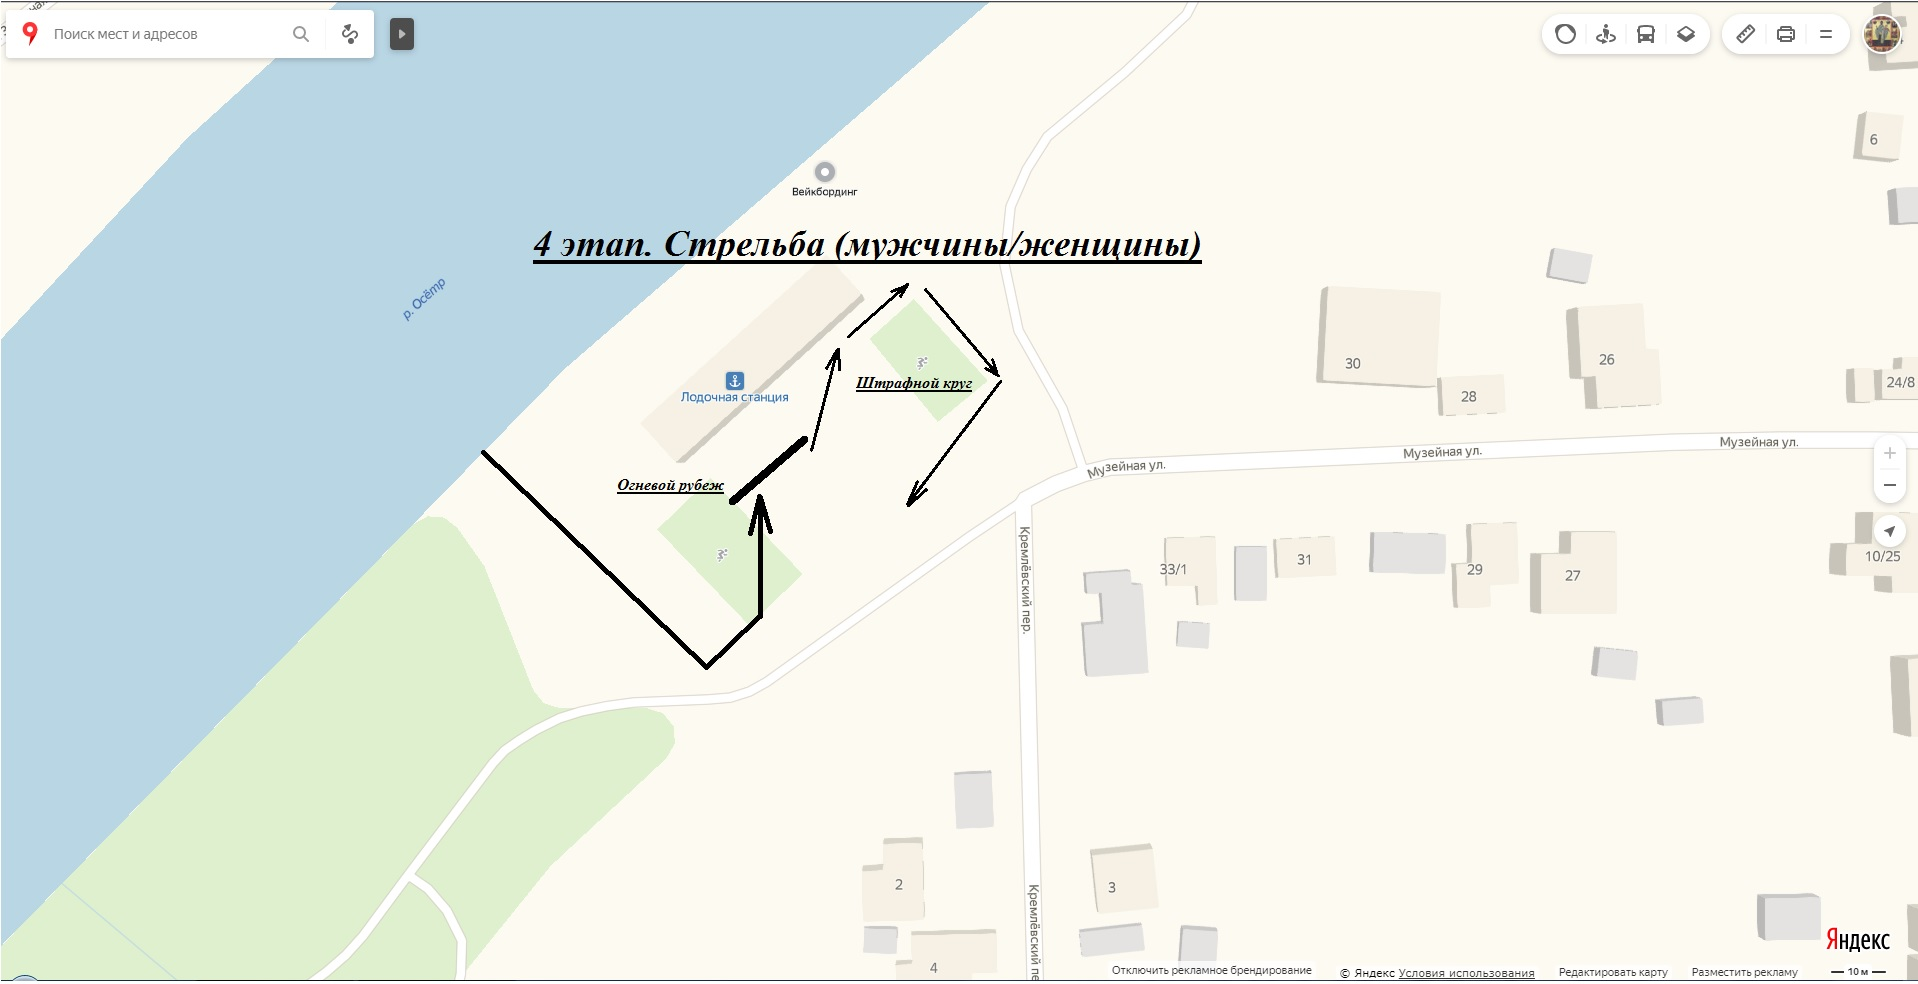 Поиск мест и адресов
Вейкбординг
4 этап. Стрельба (мужчины/женщины)
р. Осётр
6
30
26
28
24/8
Штрафной круг
Лодочная станция
Огневой рубеж
Музейная ул.
Музейная ул.
Музейная ул.
Кремлёвский пер.
33/1
31
29
27
10/25
2
3
4
Кремлёвский пе
Яндекс
Отключить рекламное брендирование
© Яндекс Условия использования
Редактировать карту
Разместить рекламу
10 м